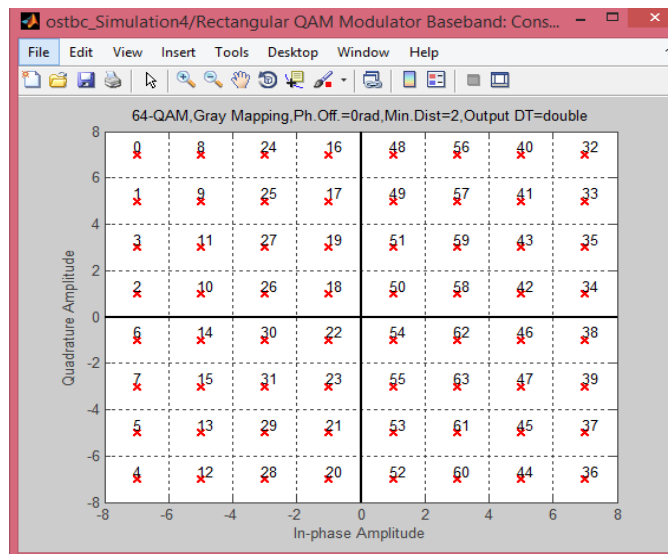 ostbc_Simulation4/Rectangular QAM Modulator Baseband: Cons...
File Edit View Insert Tools Desktop Window Help
64-QAM,Gray Mapping,Ph.Off.=0rad,Min.Dist=2,Output DT=double
8
0 8 24 16 48 56 40 32
6
1 9 25 17 49 57 41 33
4
3 11 27 19 51 59 43 35
2
2 10 26 18 50 58 42 34
0
6 14 30 22 54 62 46 38
-2
7 15 31 23 55 63 47 39
-4
5 13 29 21 53 61 45 37
-6
4 12 28 20 52 60 44 36
-8
-8 -6 -4 -2 0 2 4 6 8
Quadrature Amplitude
In-phase Amplitude